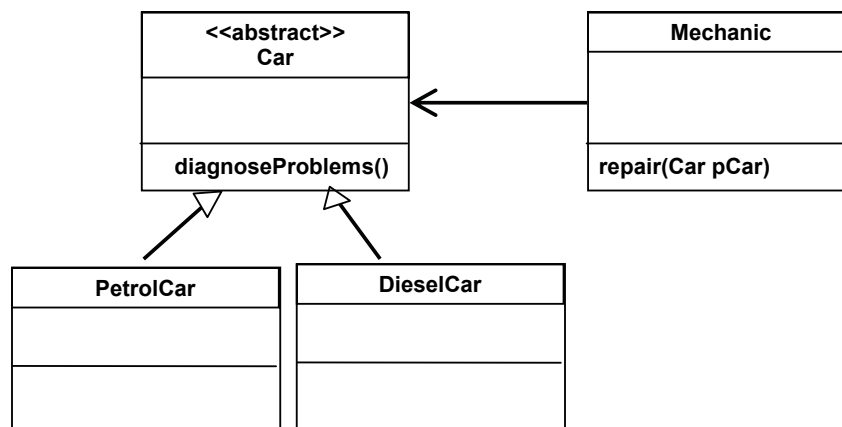 <<abstract>>
Car
diagnoseProblems()
Mechanic
repair(Car pCar)
PetrolCar
DieselCar